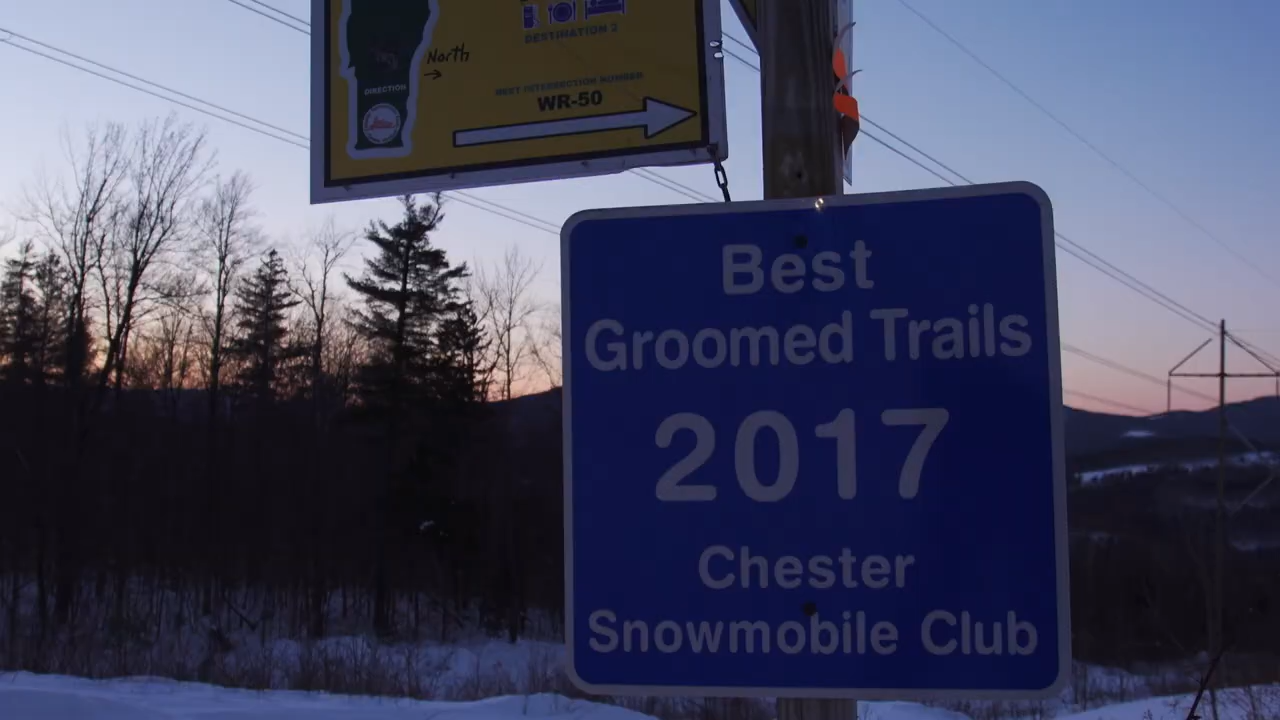 DESTINATION 2
North
DIRECTION
NEXT INTERSECTION NUMBER
WR-50
Best
Groomed Trails
2017
Chester
Snowmobile Club